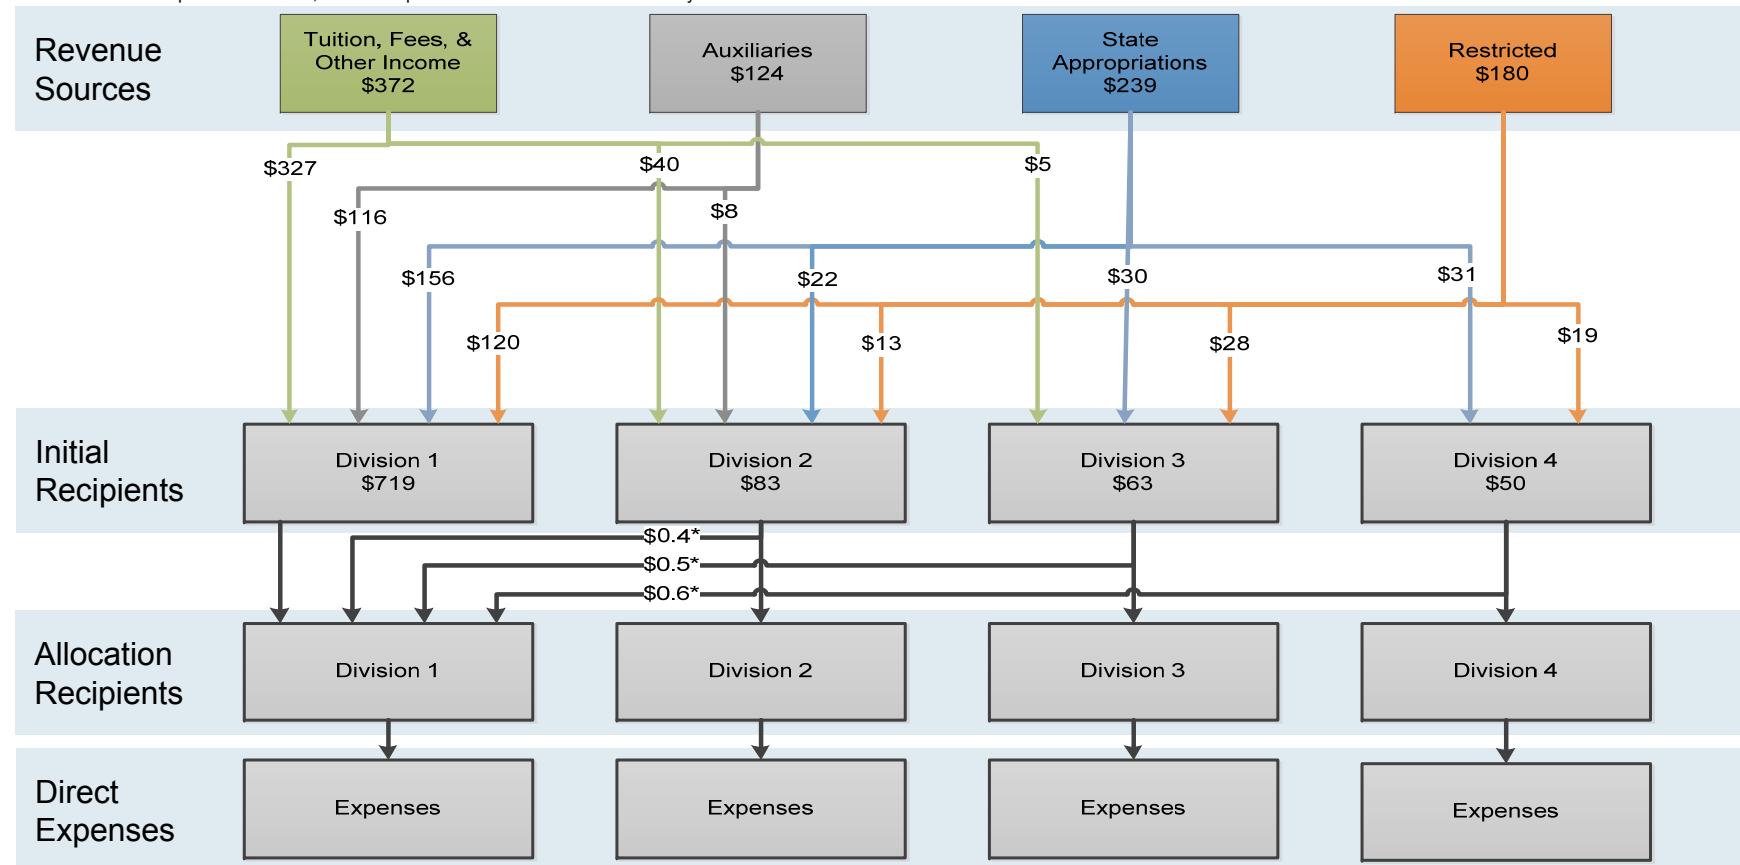 Revenue
Sources
Tuition, Fees, &
Other Income
$372
Auxiliaries
$124
State
Appropriations
$239
Restricted
$180
$327
$40
$5
$116
$8
$156
$22
$30
$31
$120
$13
$28
$19
Initial
Recipients
Division 1
$719
Division 2
$83
Division 3
$63
Division 4
$50
$0.4*
$0.5*
$0.6*
Allocation
Recipients
Division 1
Division 2
Division 3
Division 4
Direct
Expenses
Expenses
Expenses
Expenses
Expenses